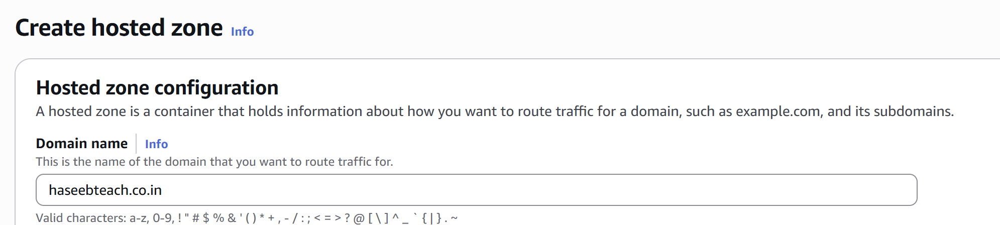 Create hosted zone Info
Hosted zone configuration
A hosted zone is a container that holds information about how you want to route traffic for a domain, such as example.com, and its subdomains.
Domain name Info
This is the name of the domain that you want to route traffic for.
haseebteach.co.in
Valid characters: a-z, 0-9, ! " # $ % & ' ( ) * + , - / : ; < = > ? @ [ \ ] ^ _ ` { | } . ~